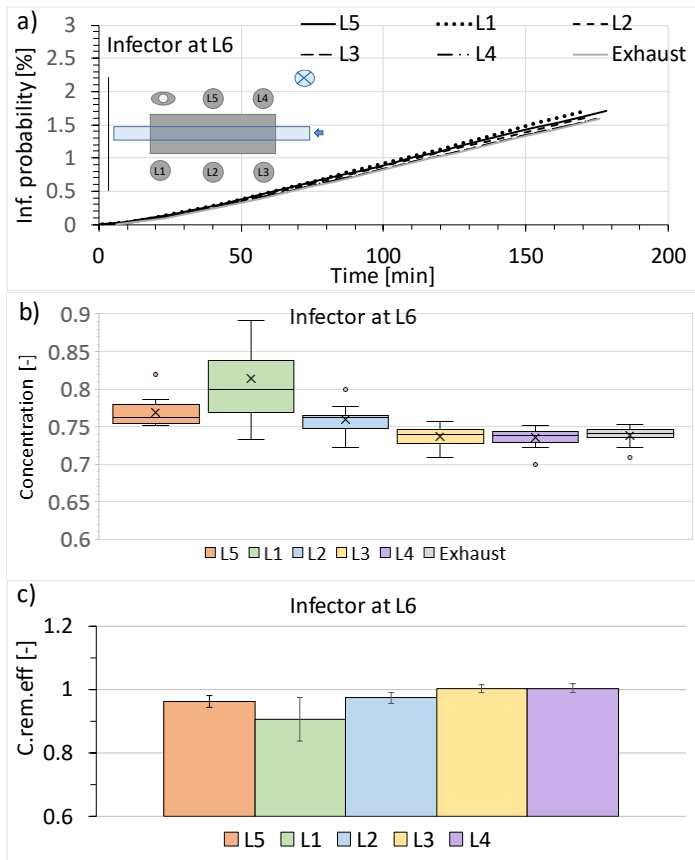 a)
Infector at L6
L5 L1 L2
L3 L4 Exhaust
Inf. probability [%]
3
2.5
2
1.5
1
0.5
0
L5 L4
L1 L2 L3
0 50 100 150 200
Time [min]
b)
Infector at L6
Concentration [-]
0.9
0.85
0.8
0.75
0.7
0.65
0.6
L5 L1 L2 L3 L4 Exhaust
c)
Infector at L6
C.rem.eff [-]
1.2
1
0.8
0.6
L5 L1 L2 L3 L4